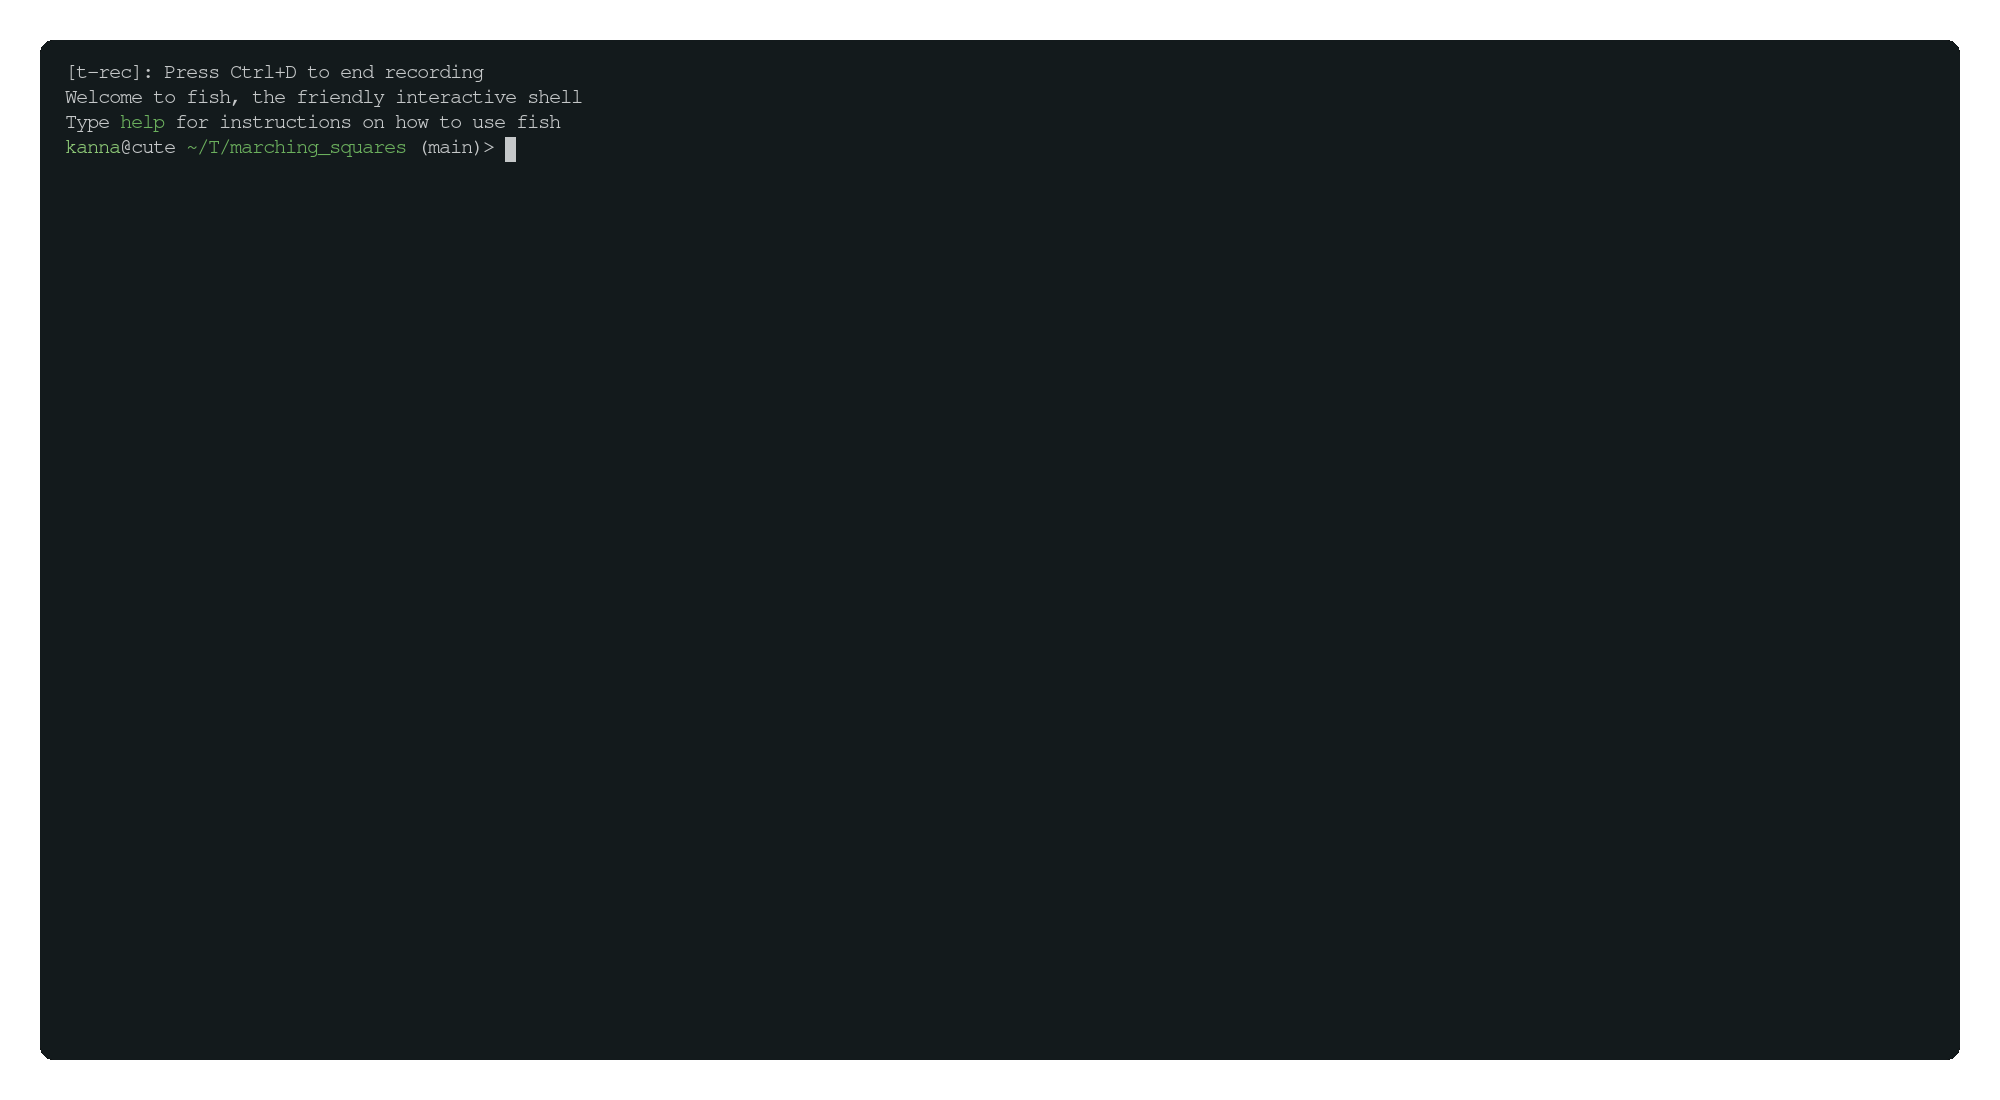 [t-rec]: Press Ctrl+D to end recording
Welcome to fish, the friendly interactive shell
Type help for instructions on how to use fish
kanna@cute ~/T/marching_squares (main)>